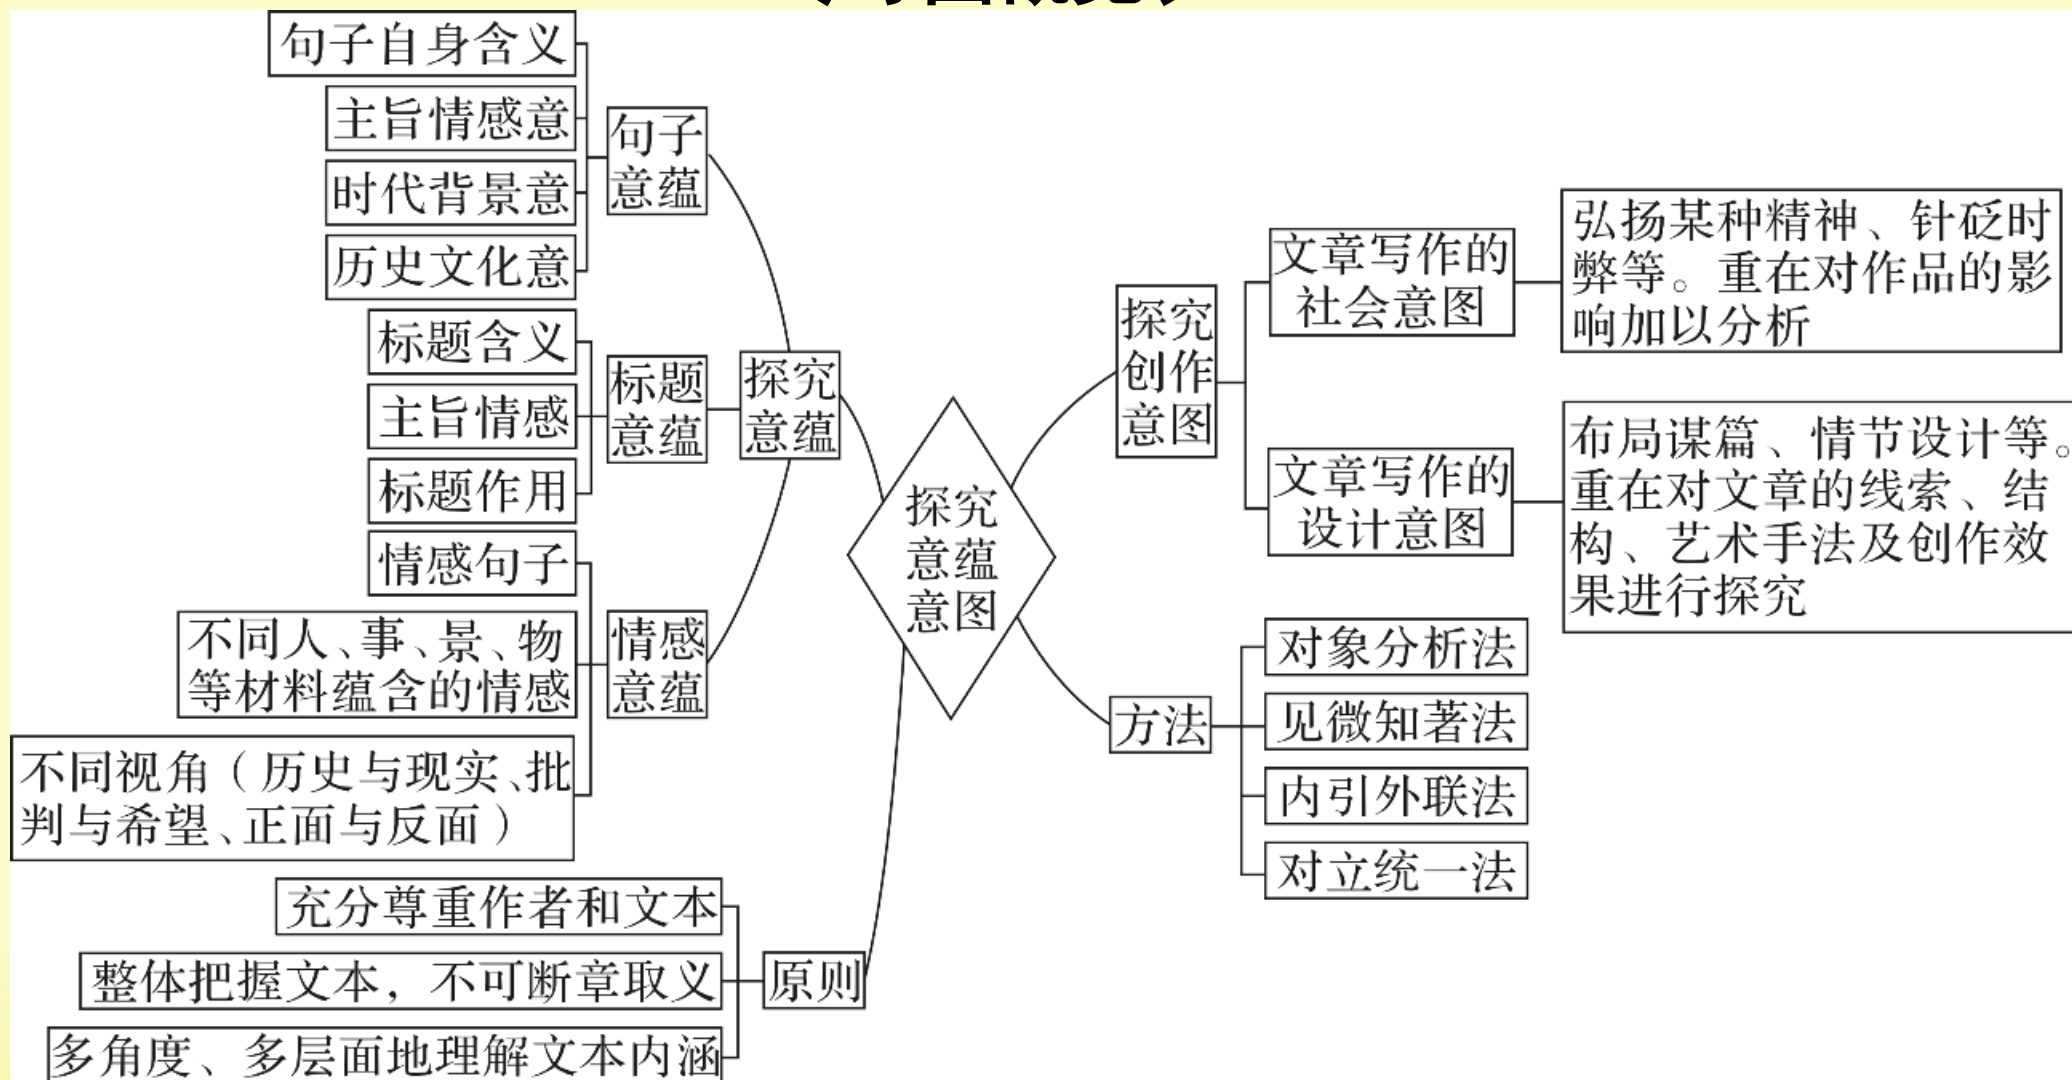 句子自身含义
主旨情感意
时代背景意
历史文化意
句子
意蕴
标题含义
主旨情感
标题作用
标题
意蕴
情感句子
不同人、事、景、物
等材料蕴含的情感
不同视角（历史与现实、批
判与希望、正面与反面）
情感
意蕴
探究
意蕴
充分尊重作者和文本
整体把握文本，不可断章取义
多角度、多层面地理解文本内涵
原则
探究
意蕴
意图
探究
创作
意图
文章写作的
社会意图
弘扬某种精神、针砭时
弊等。重在对作品的影
响加以分析
文章写作的
设计意图
布局谋篇、情节设计等。
重在对文章的线索、结
构、艺术手法及创作效
果进行探究
方法
对象分析法
见微知著法
内引外联法
对立统一法